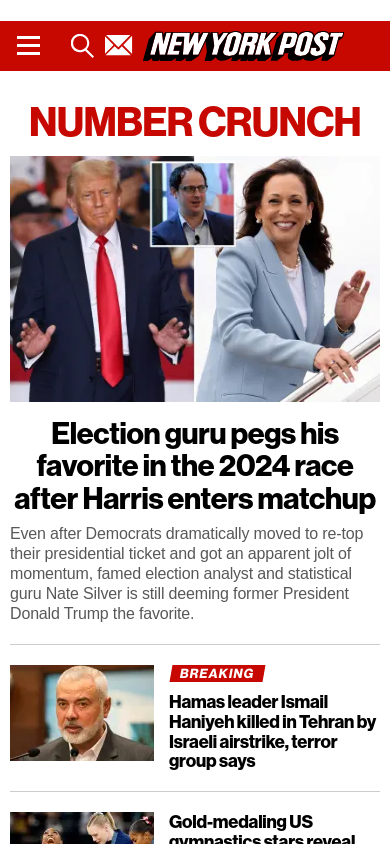 NEW YORK POST
NUMBER CRUNCH
Election guru pegs his
favorite in the 2024 race
after Harris enters matchup
Even after Democrats dramatically moved to re-top
their presidential ticket and got an apparent jolt of
momentum, famed election analyst and statistical
guru Nate Silver is still deeming former President
Donald Trump the favorite.
BREAKING
Hamas leader Ismail
Haniyeh killed in Tehran by
Israeli airstrike, terror
group says
Gold-medaling US
gymnastics stars reveal